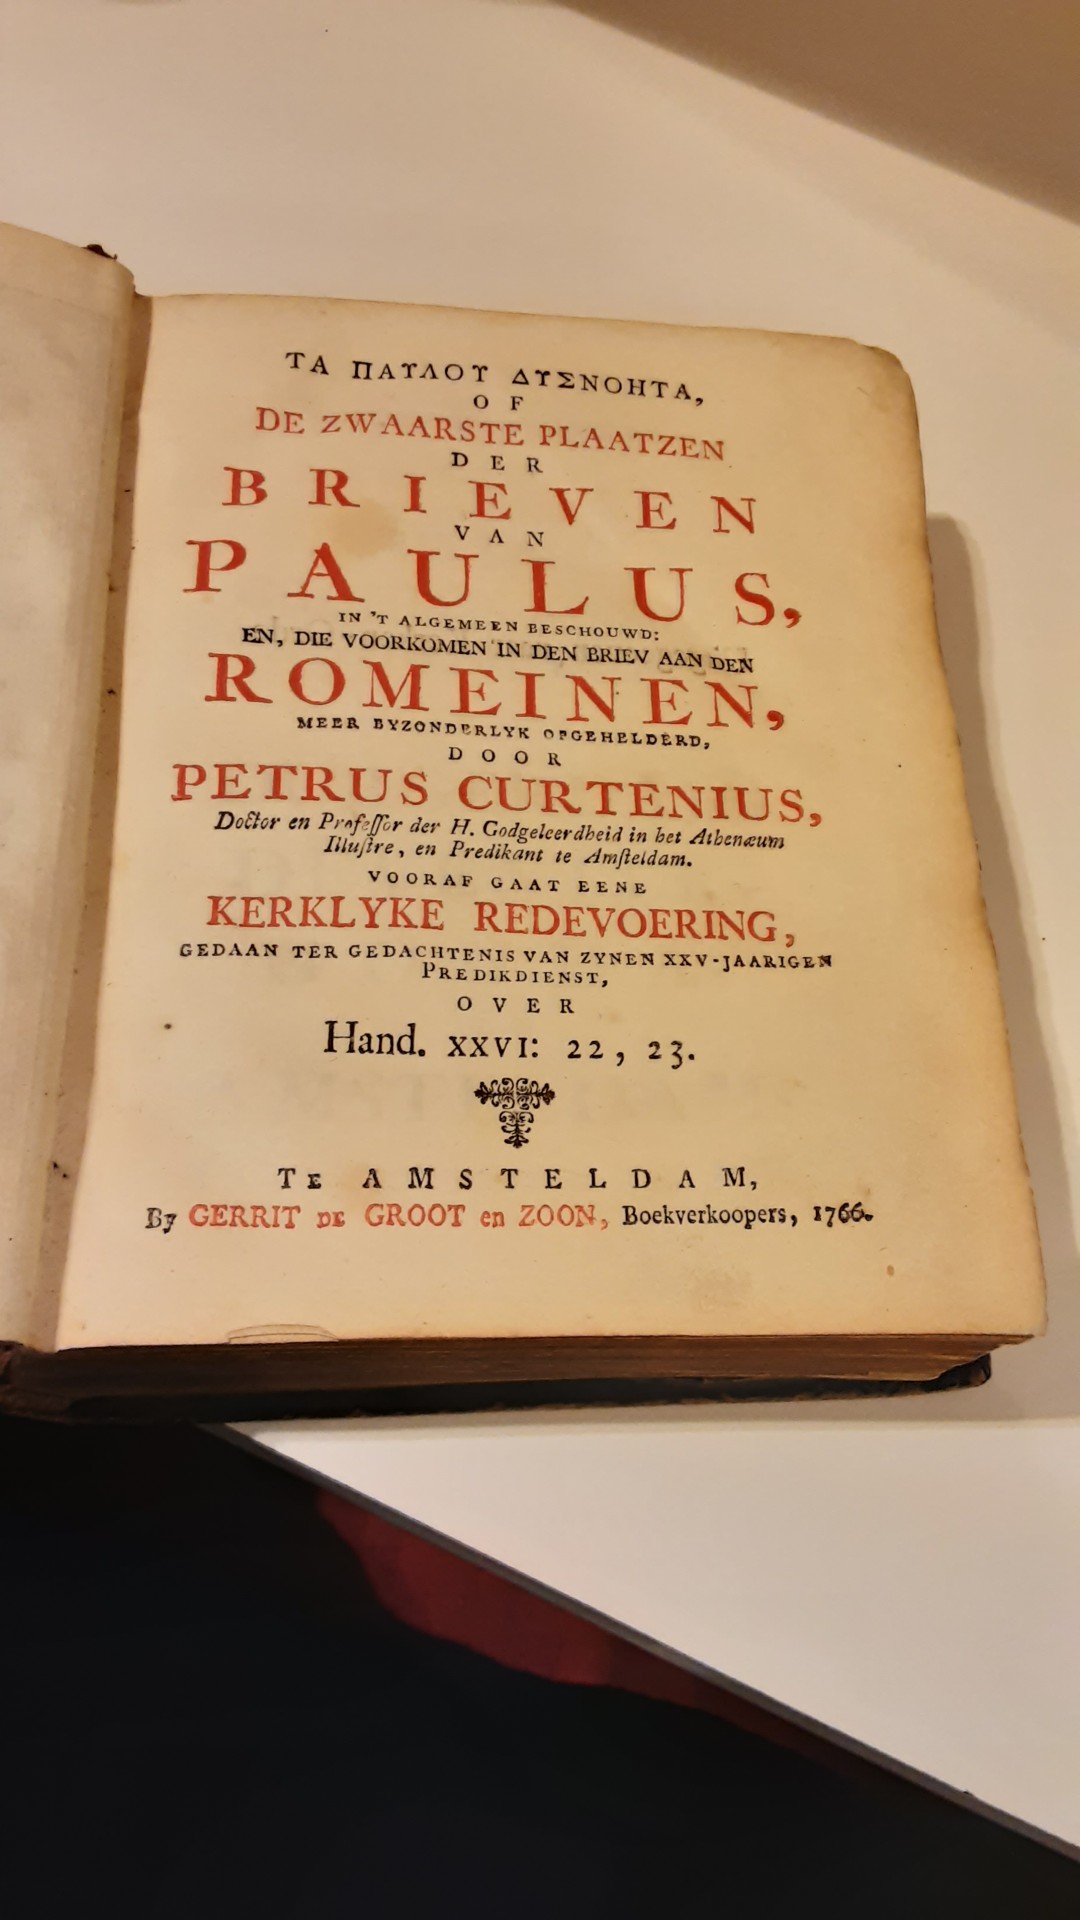 ΤΑ ΠΑΥΛΟΥ ΔΥΣΝΟΗΤΑ,
OF
DE ZWAARSTE PLAATZEN
DER
BRIEVEN
VAN
PAULUS,
IN 'T ALGEMEEN BESCHOUWD:
EN, DIE VOORKOMEN IN DEN BRIEV AAN DEN
ROMEINEN,
MEER BYZONDERLYK OPGEHELDERD,
DOOR
PETRUS CURTENIUS,
Doctor en Profeſſor der H. Godgeleerdheid in het Athenæum
Illuſtre, en Predikant te Amſteldam.
VOORAF GAAT EENE
KERKLYKE REDEVOERING,
GEDAAN TER GEDACHTENIS VAN ZYNEN XXV-JAARIGEN
PREDIKDIENST,
OVER
Hand. XXVI: 22, 23.
TE AMSTELDAM,
By GERRIT DE GROOT en ZOON, Boekverkoopers, 1766.